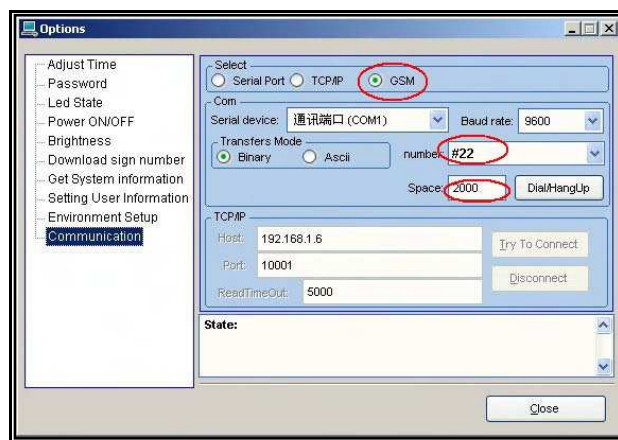 Options
Adjust Time
Password
Led State
Power ON/OFF
Brightness
Download sign number
Get System information
Setting User Information
Environment Setup
Communication
Select
Serial Port TCP/IP GSM
Com
Serial device: 通讯端口 (COM1) Baud rate: 9600
Transfers Mode
Binary Ascii number: #22
Space: 2000 Dial/HangUp
TCP/IP
Host: 192.168.1.6 Try To Connect
Port: 10001
Disconnect
ReadTimeOut: 5000
State:
Close